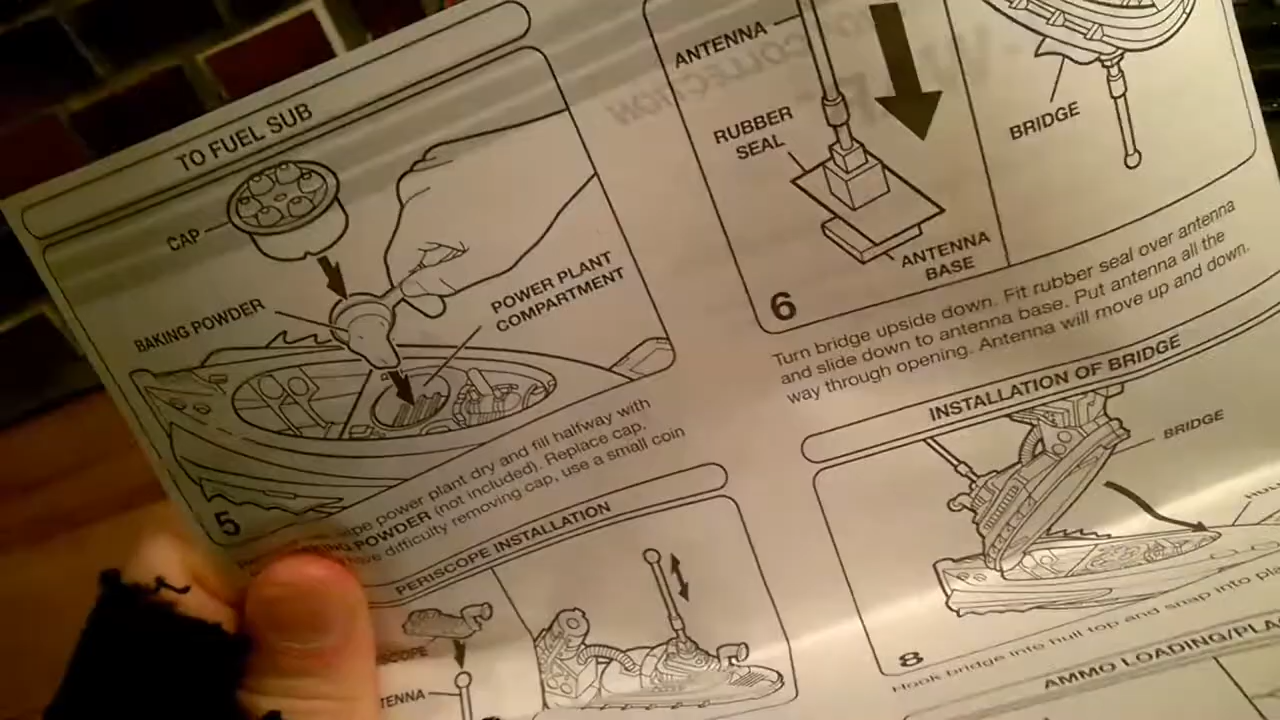 TO FUEL SUB
CAP
BAKING POWDER
POWER PLANT
COMPARTMENT
5
wipe power plant dry and fill halfway with
POWDER (not included). Replace cap.
have difficulty removing cap, use a small coin
PERISCOPE INSTALLATION
ANTENNA
RUBBER
SEAL
ANTENNA
BASE
BRIDGE
6
Turn bridge upside down. Fit rubber seal over antenna
and slide down to antenna base. Put antenna all the
way through opening. Antenna will move up and down.
INSTALLATION OF BRIDGE
BRIDGE
8
Hook bridge into hull top and snap into
AMMO LOADING/
COLLECTION